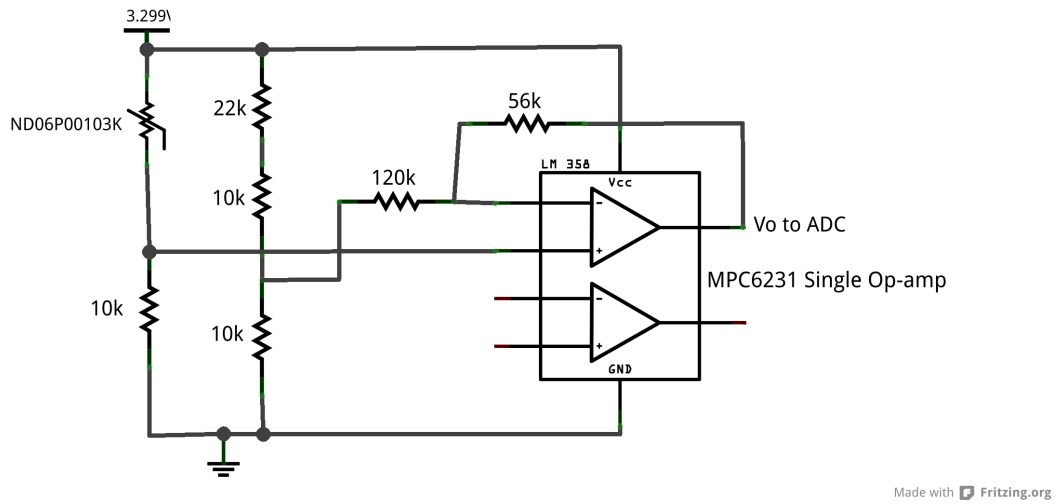 3.299V
ND06P00103K
22k
10k
10k
10k
120k
56k
LM 358
Vcc
-
+
-
+
GND
Vo to ADC
MPC6231 Single Op-amp
Made with Fritzing.org